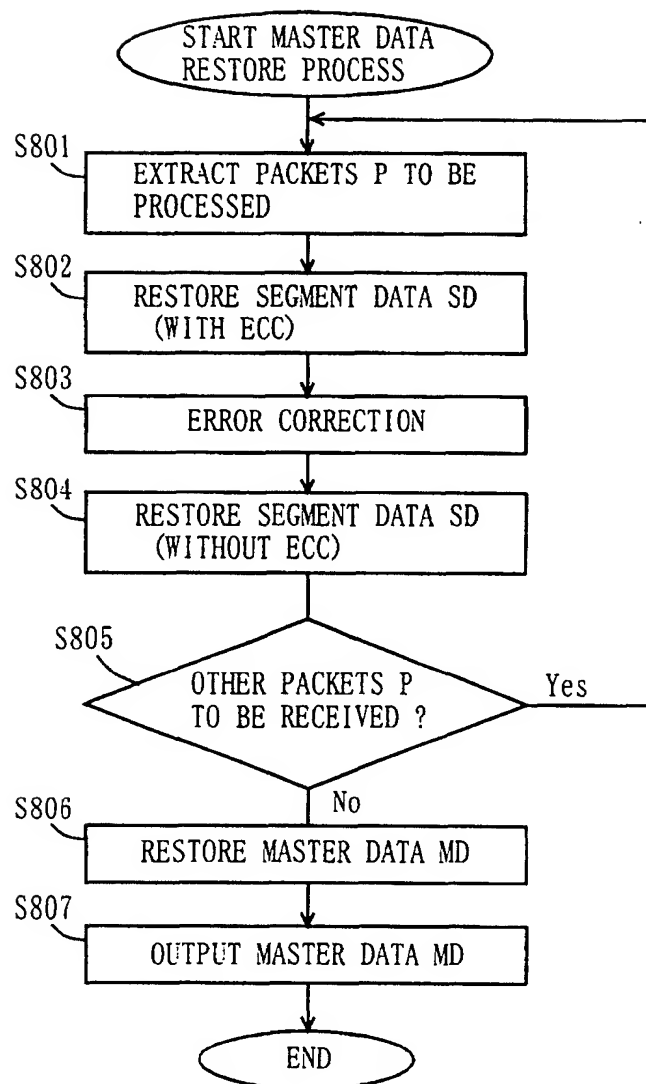 START MASTER DATA
RESTORE PROCESS
S801
EXTRACT PACKETS P TO BE
PROCESSED
S802
RESTORE SEGMENT DATA SD
(WITH ECC)
S803
ERROR CORRECTION
S804
RESTORE SEGMENT DATA SD
(WITHOUT ECC)
S805
OTHER PACKETS P
TO BE RECEIVED ?
Yes
No
S806
RESTORE MASTER DATA MD
S807
OUTPUT MASTER DATA MD
END